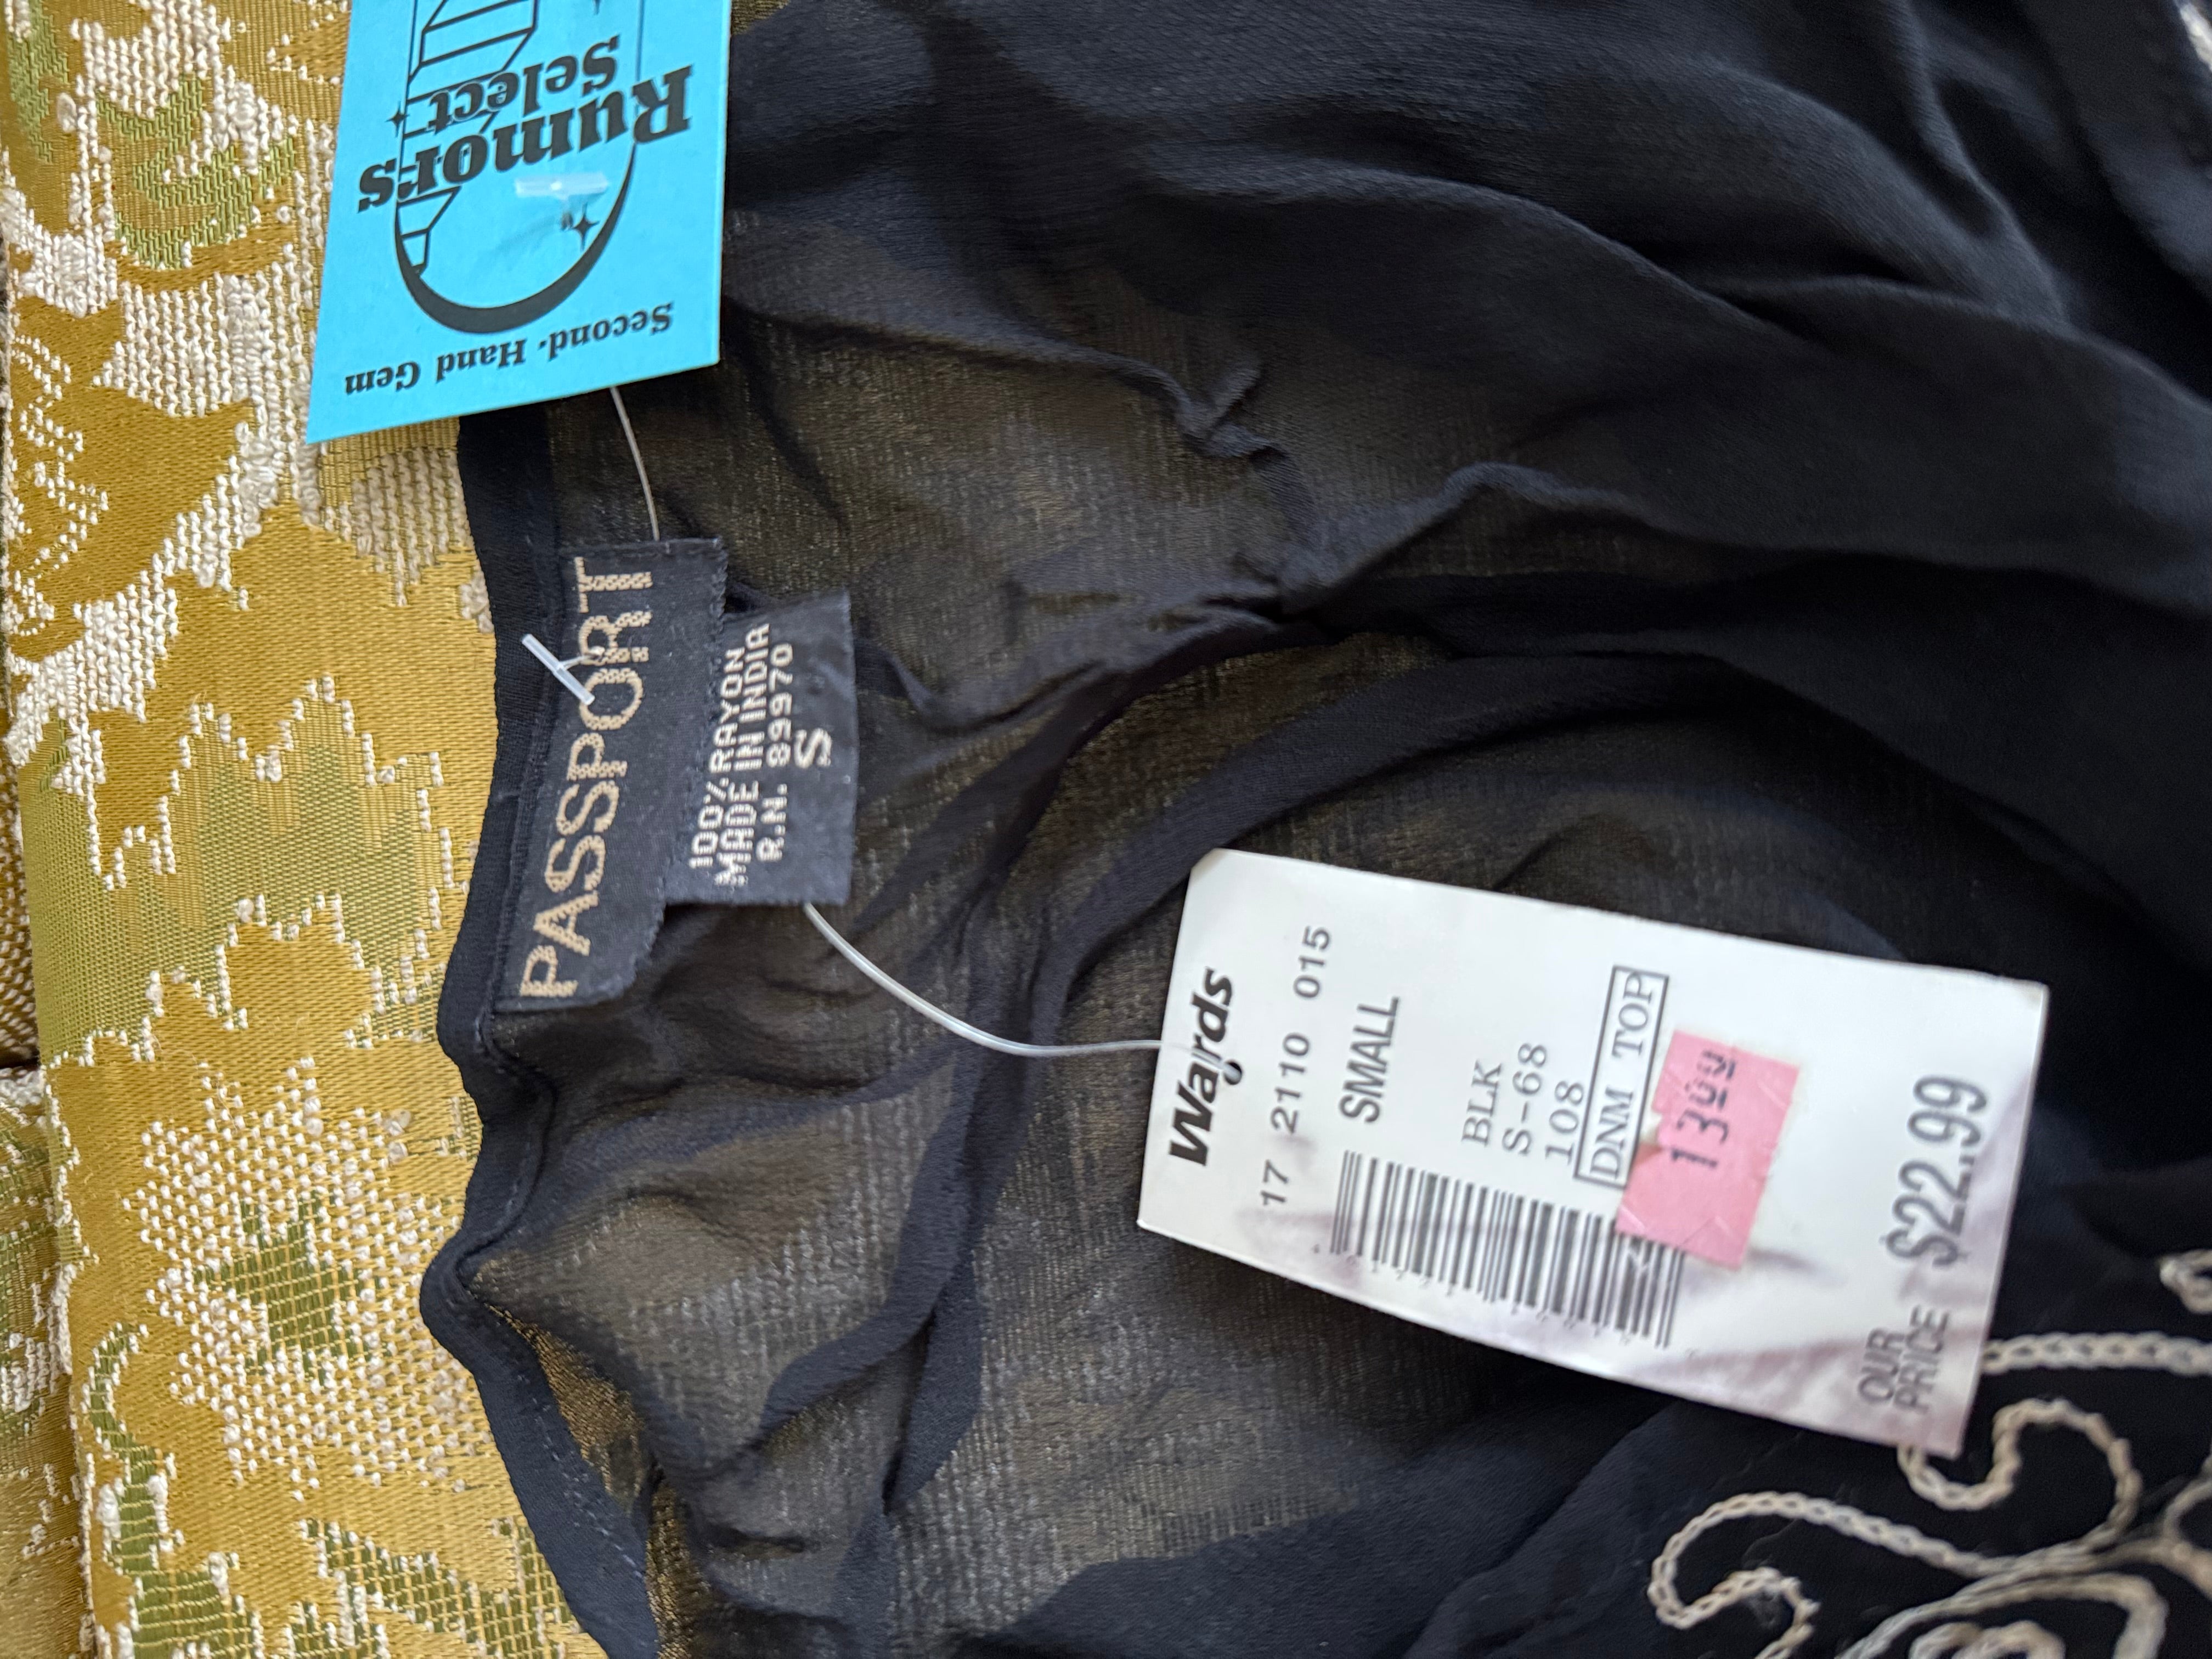 Rumors
Select
Second-Hand Gem
PASSPORT
100% RAYON
MADE IN INDIA
R.N. 89970
S
Wards
17 2110 015
SMALL
BLK
S-68
108
DNM TOP
OUR
PRICE $22.99